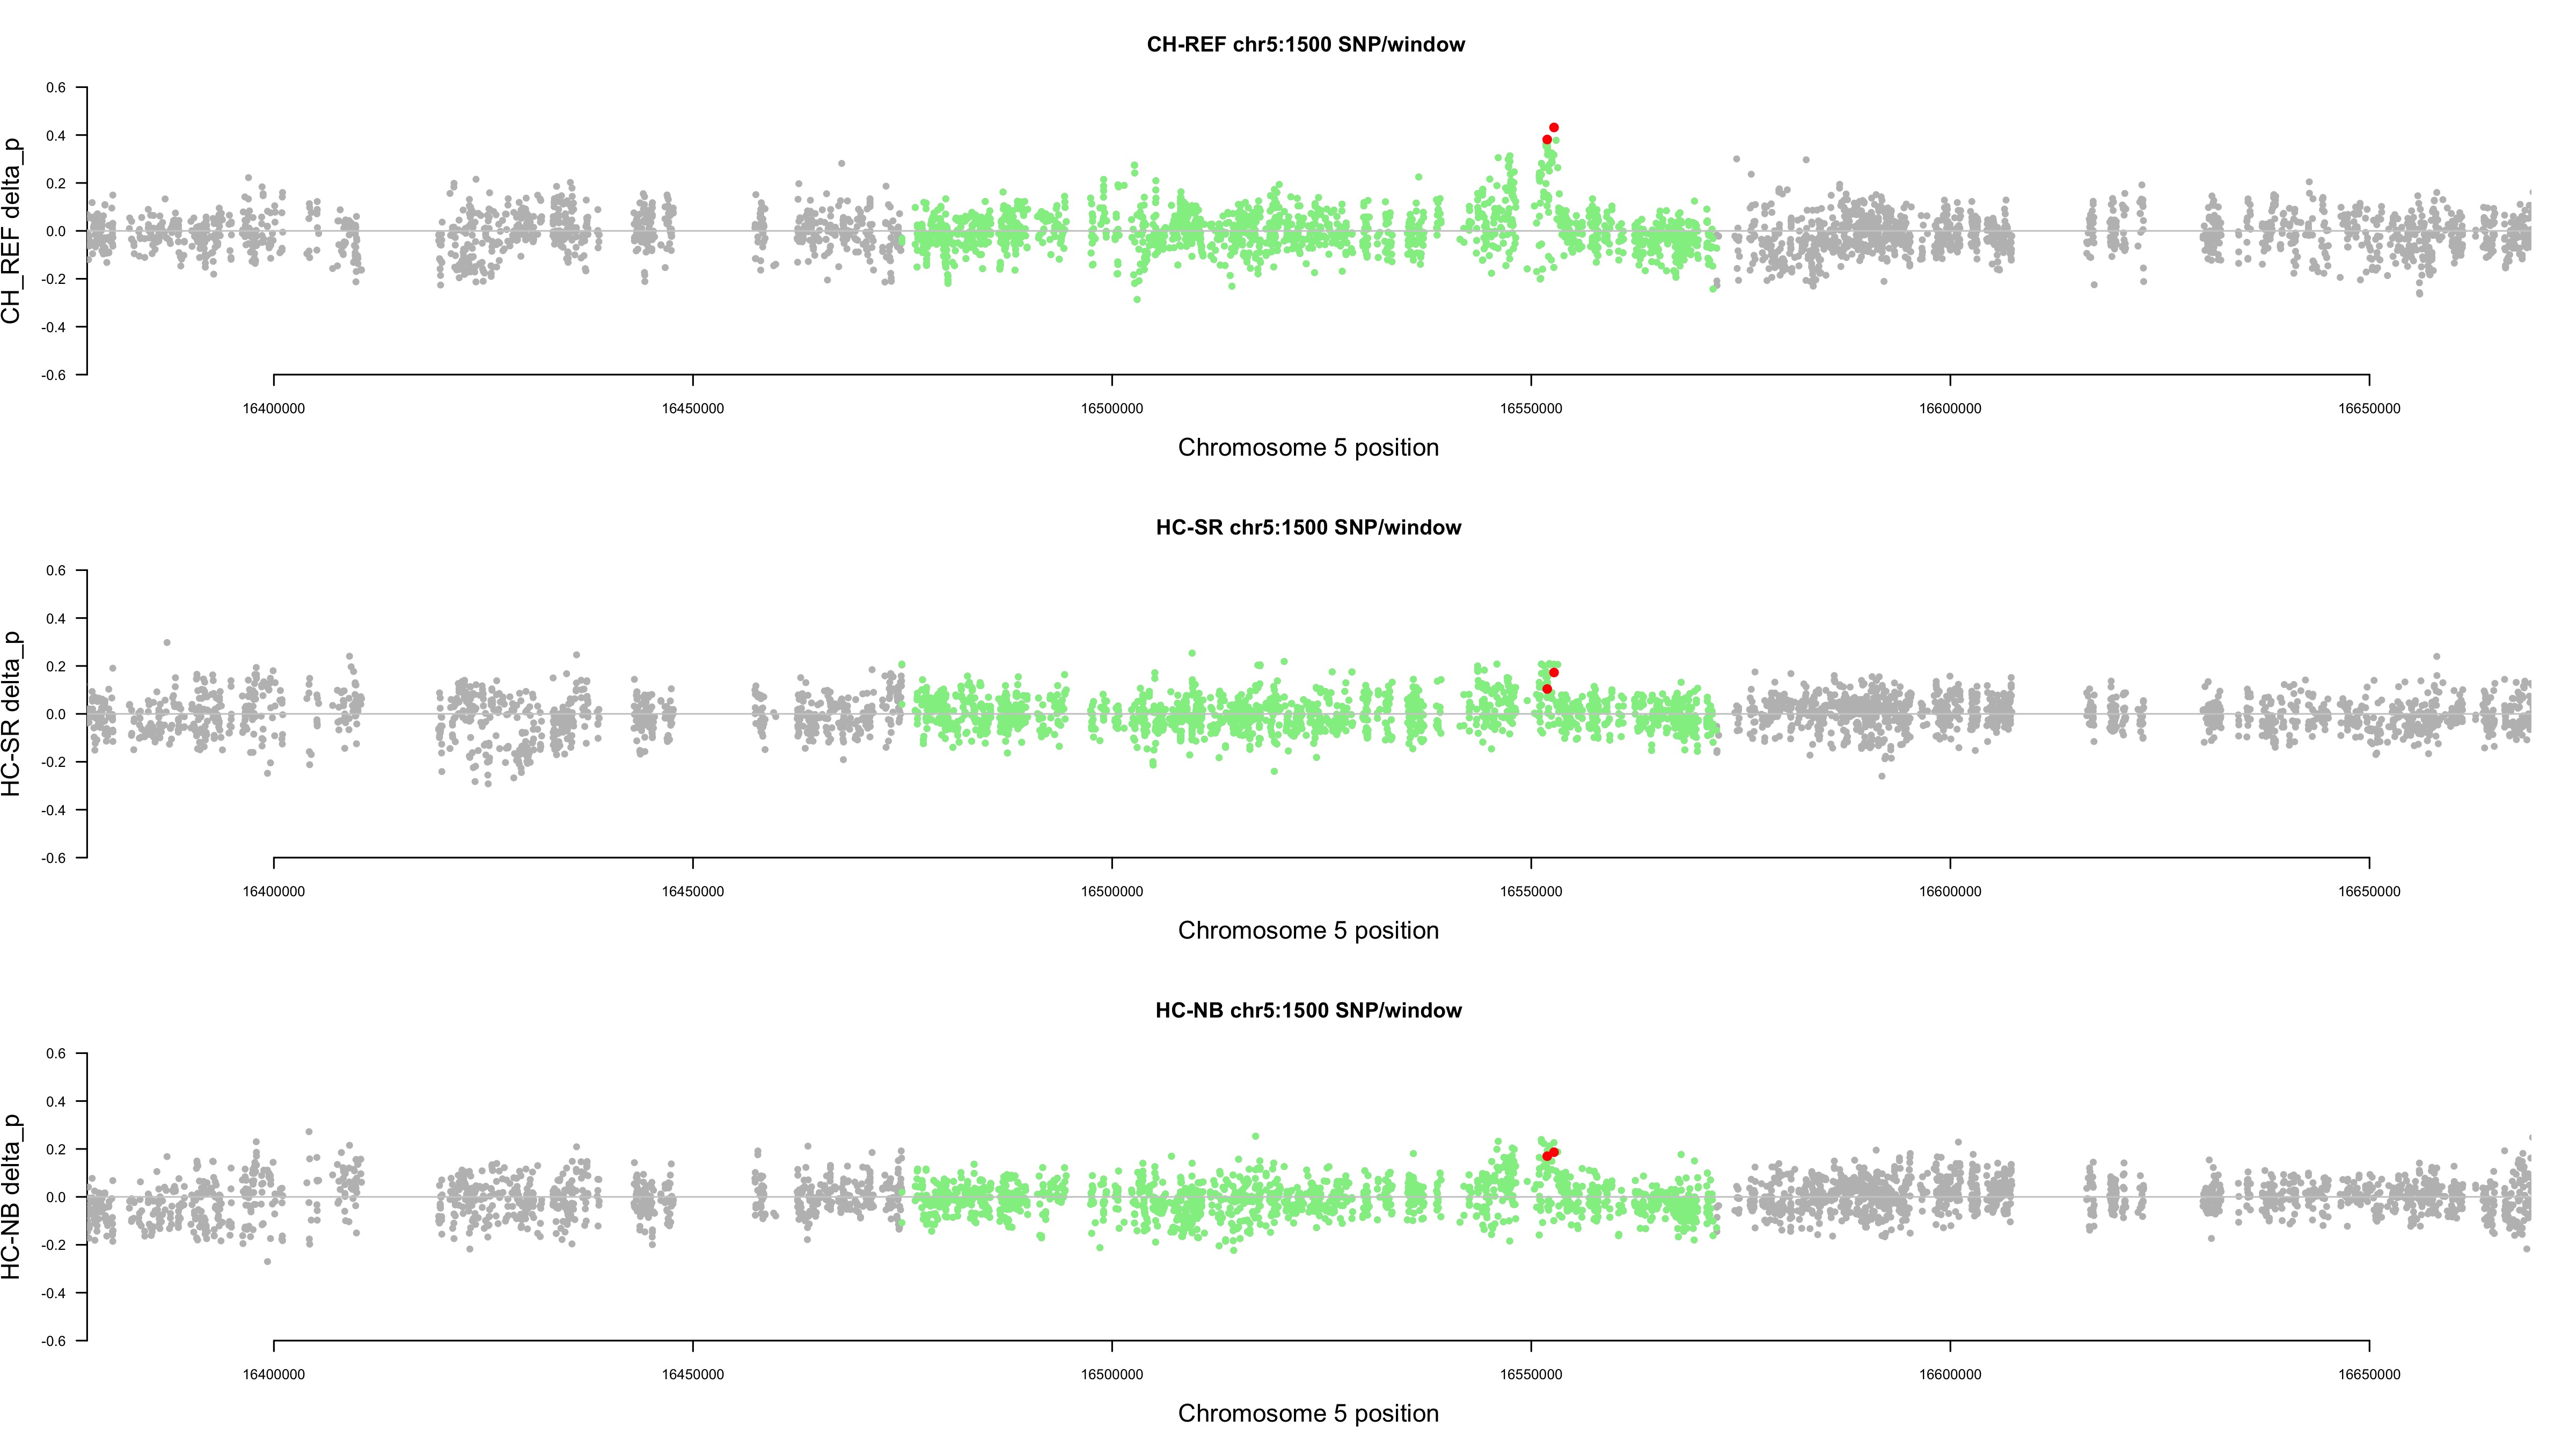 CH-REF chr5:1500 SNP/window
CH_REF delta_p
0.6
0.4
0.2
0.0
-0.2
-0.4
-0.6
16400000 16450000 16500000 16550000 16600000 16650000
Chromosome 5 position
HC-SR chr5:1500 SNP/window
HC-SR delta_p
0.6
0.4
0.2
0.0
-0.2
-0.4
-0.6
16400000 16450000 16500000 16550000 16600000 16650000
Chromosome 5 position
HC-NB chr5:1500 SNP/window
HC-NB delta_p
0.6
0.4
0.2
0.0
-0.2
-0.4
-0.6
16400000 16450000 16500000 16550000 16600000 16650000
Chromosome 5 position